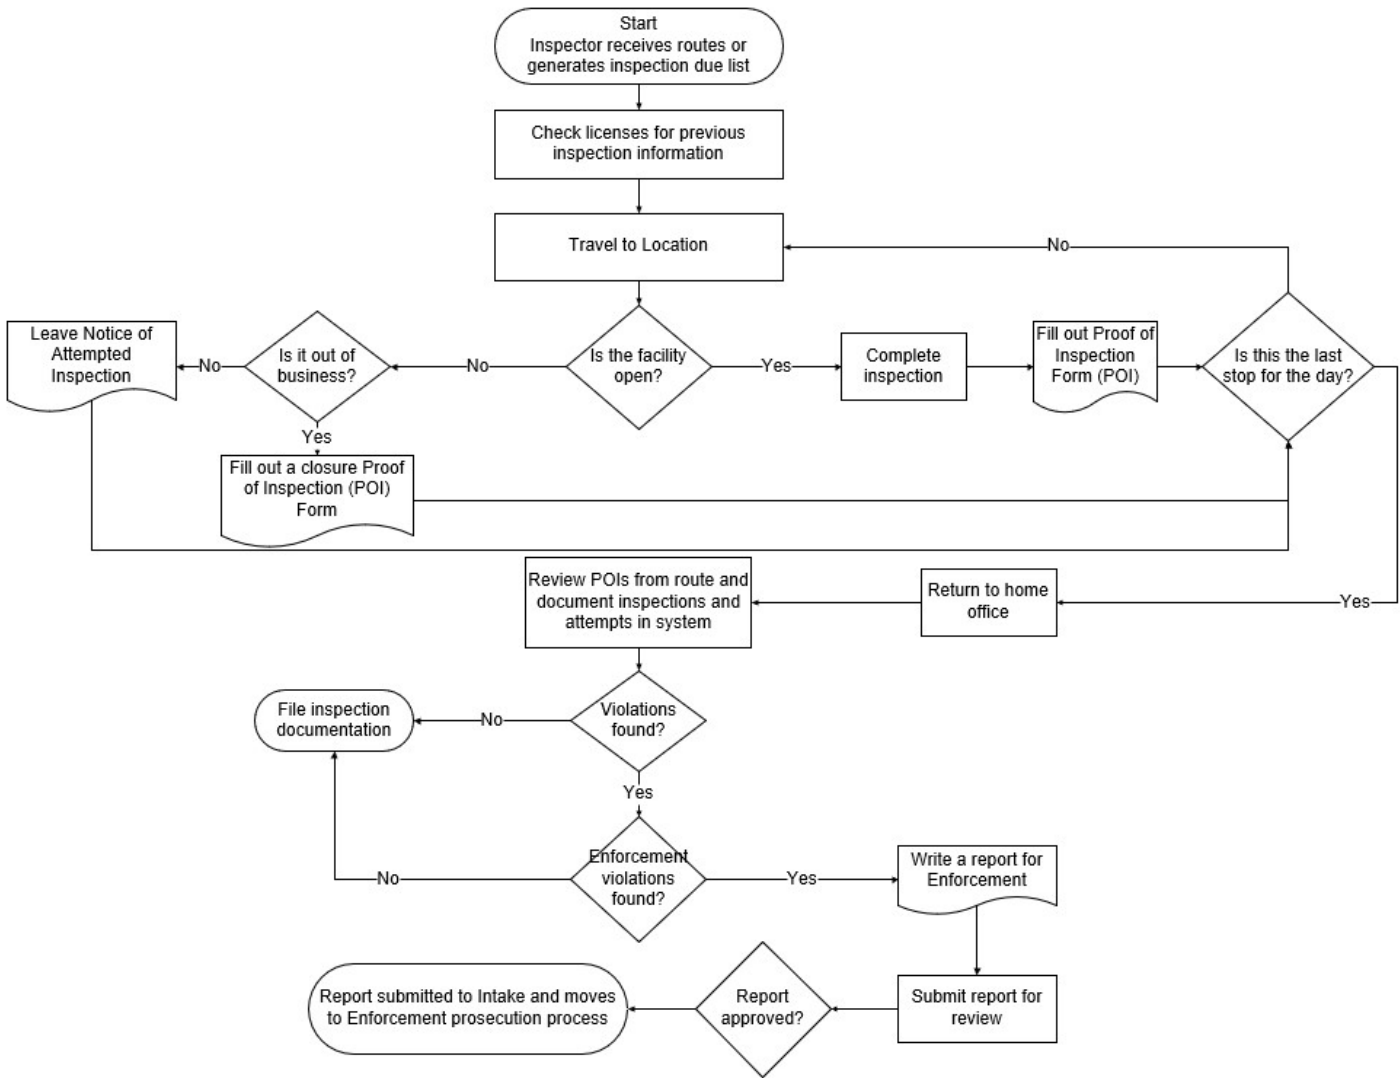 Start
Inspector receives routes or
generates inspection due list
Check licenses for previous
inspection information
Travel to Location
No
Leave Notice of
Attempted
Inspection
No
Is it out of
business?
No
Is the facility
open?
Yes
Complete
inspection
Fill out Proof of
Inspection
Form (POI)
Is this the last
stop for the day?
Yes
Fill out a closure Proof
of Inspection (POI)
Form
Review POIs from route and
document inspections and
attempts in system
Return to home
office
Yes
File inspection
documentation
No
Violations
found?
Yes
No
Enforcement
violations
found?
Yes
Write a report for
Enforcement
Report submitted to Intake and moves
to Enforcement prosecution process
Report
approved?
Submit report for
review